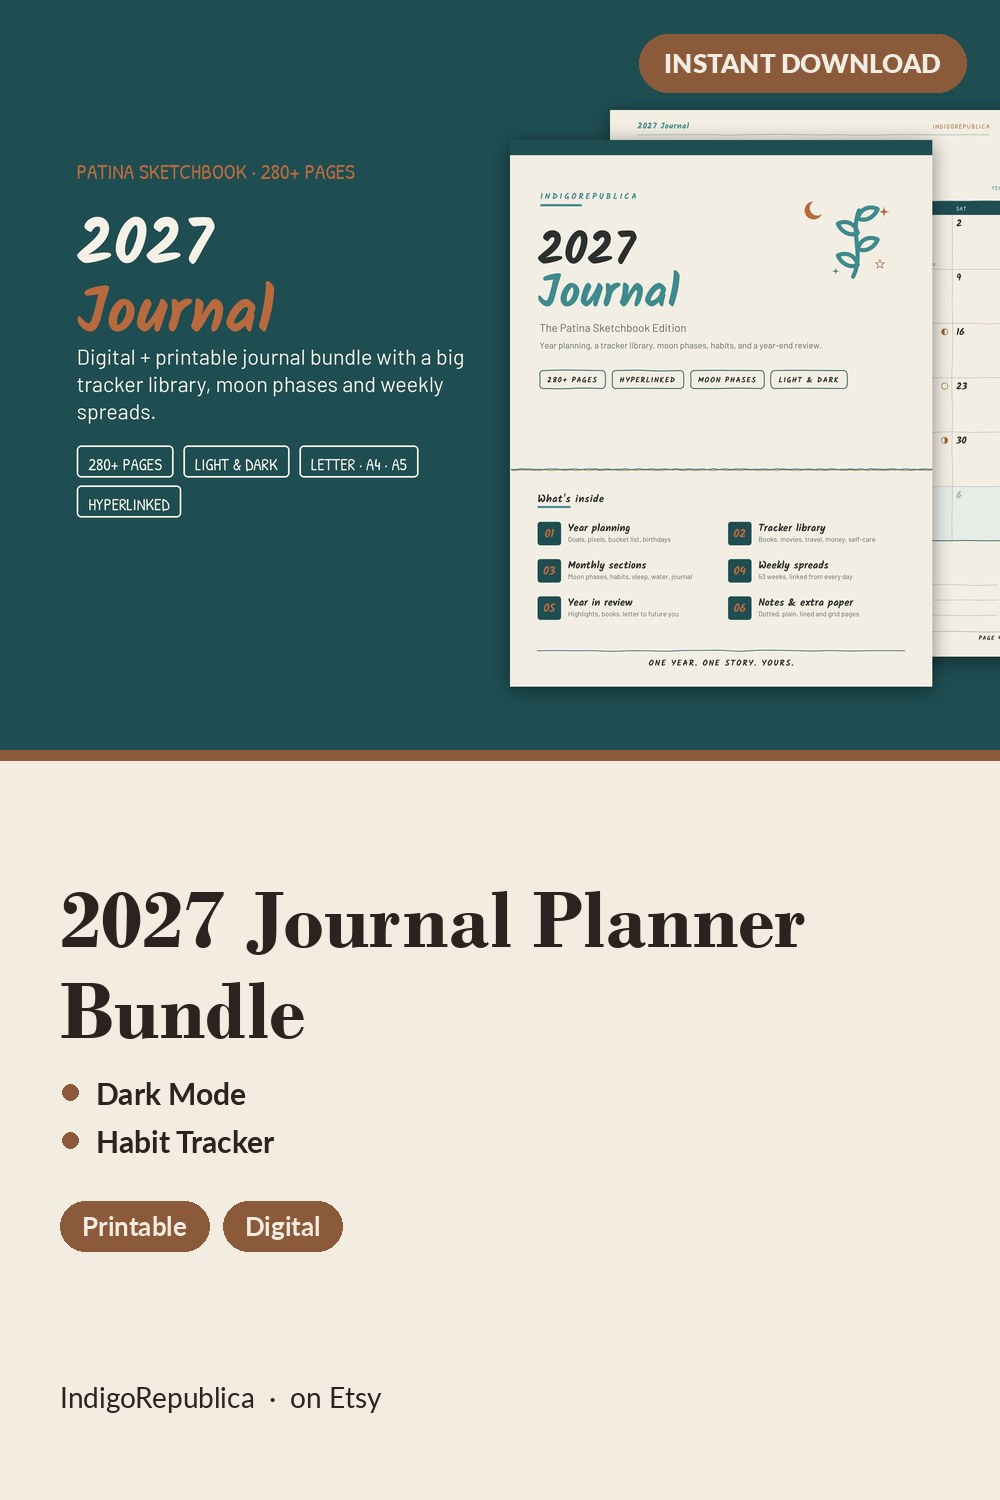 INSTANT DOWNLOAD
PATINA SKETCHBOOK · 280+ PAGES
2027
Journal
Digital + printable journal bundle with a big
tracker library, moon phases and weekly
spreads.
280+ PAGES
LIGHT & DARK
LETTER · A4 · A5
HYPERLINKED
2027 Journal
INDIGOREPUBLICA
SAT
2
9
16
23
30
6
PAGE
INDIGOREPUBLICA
2027
Journal
The Patina Sketchbook Edition
Year planning, a tracker library, moon phases, habits, and a year-end review.
280+ PAGES
HYPERLINKED
MOON PHASES
LIGHT & DARK
What's inside
01 Year planning
Goals, pixels, bucket list, birthdays
02 Tracker library
Books, movies, travel, money, self-care
03 Monthly sections
Moon phases, habits, sleep, water, journal
04 Weekly spreads
53 weeks, linked from every day
05 Year in review
Highlights, books, letter to future you
06 Notes & extra paper
Dotted, plain, lined and grid pages
ONE YEAR. ONE STORY. YOURS.
2027 Journal Planner
Bundle
Dark Mode
Habit Tracker
Printable
Digital
IndigoRepublica · on Etsy